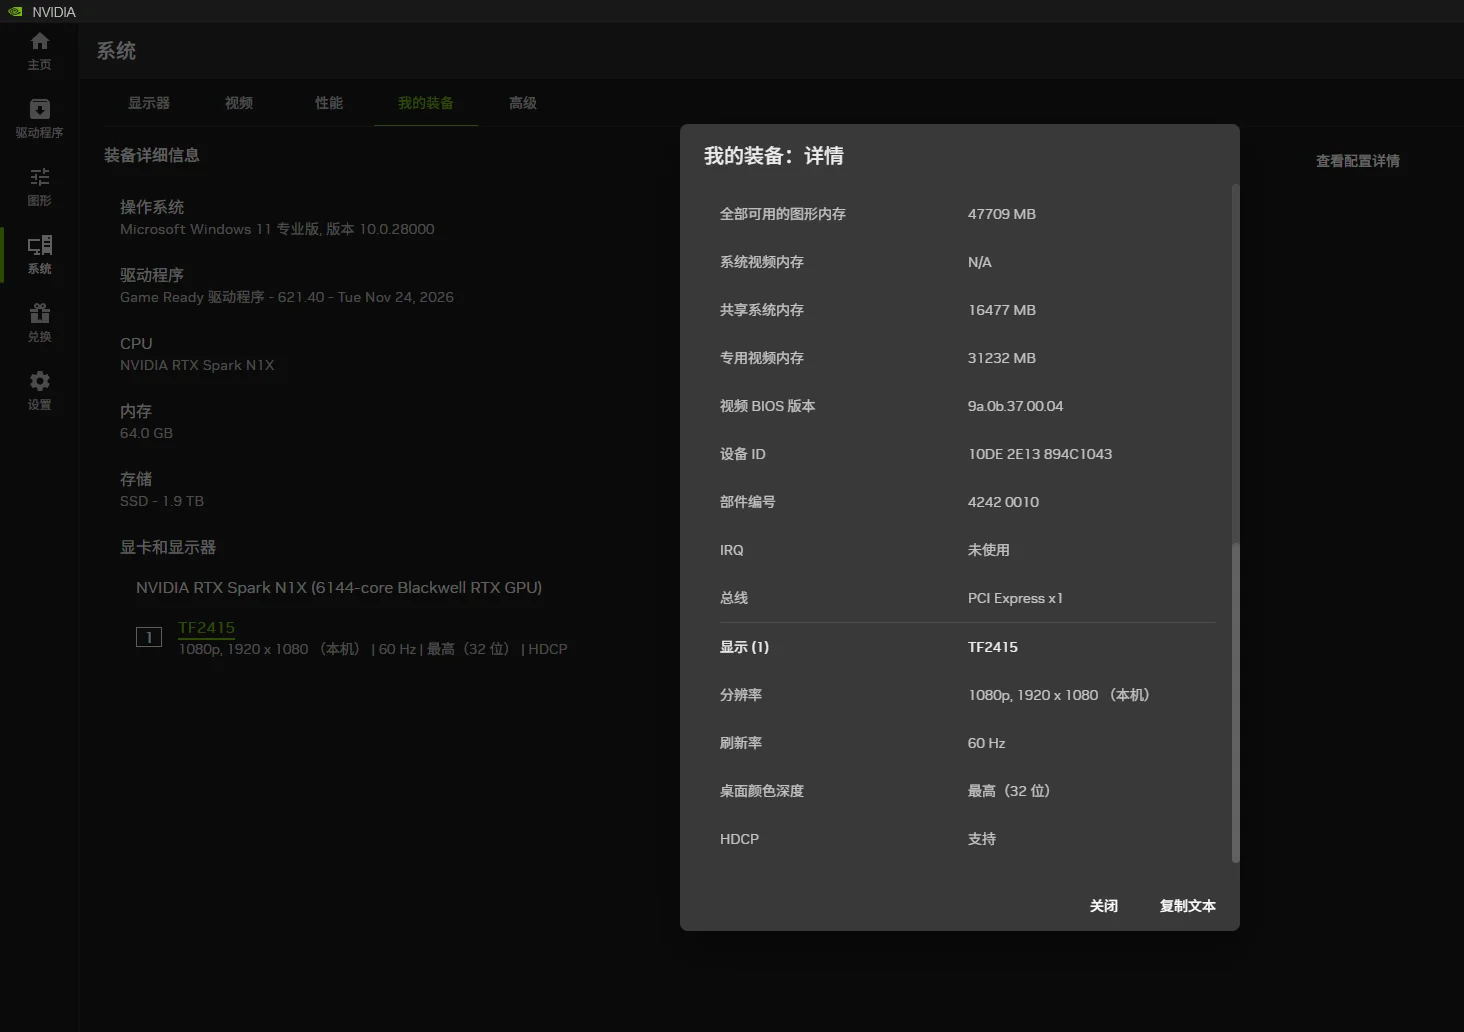 NVIDIA
主页
驱动程序
图形
系统
兑换
设置
系统
显示器
视频
性能
我的装备
高级
装备详细信息
查看配置详情
操作系统
Microsoft Windows 11 专业版, 版本 10.0.28000
驱动程序
Game Ready 驱动程序 - 621.40 - Tue Nov 24, 2026
CPU
NVIDIA RTX Spark N1X
内存
64.0 GB
存储
SSD - 1.9 TB
显卡和显示器
NVIDIA RTX Spark N1X (6144-core Blackwell RTX GPU)
1
TF2415
1080p, 1920 x 1080 （本机） | 60 Hz | 最高（32 位） | HDCP
我的装备：详情
全部可用的图形内存 47709 MB
系统视频内存 N/A
共享系统内存 16477 MB
专用视频内存 31232 MB
视频 BIOS 版本 9a.0b.37.00.04
设备 ID 10DE 2E13 894C1043
部件编号 4242 0010
IRQ 未使用
总线 PCI Express x1
显示 (1) TF2415
分辨率 1080p, 1920 x 1080 （本机）
刷新率 60 Hz
桌面颜色深度 最高（32 位）
HDCP 支持
关闭
复制文本